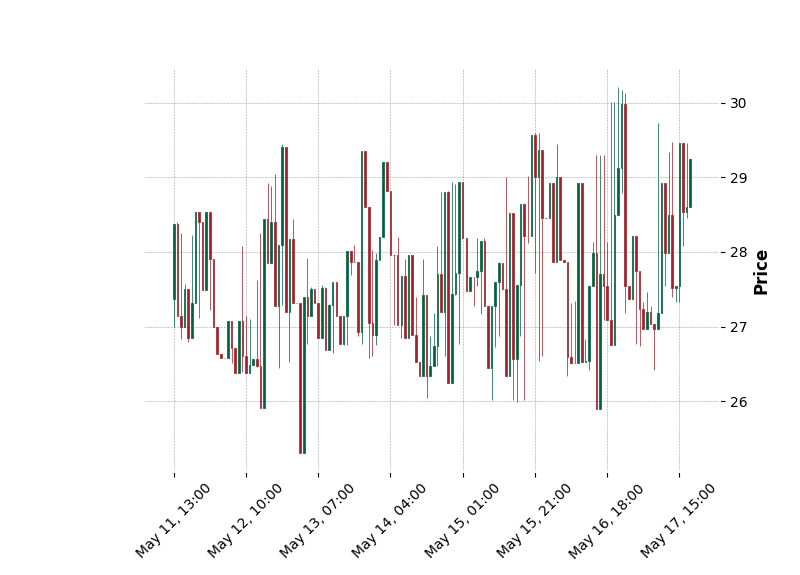 30
29
28
27
26
Price
May 11, 13:00
May 12, 10:00
May 13, 07:00
May 14, 04:00
May 15, 01:00
May 15, 21:00
May 16, 18:00
May 17, 15:00